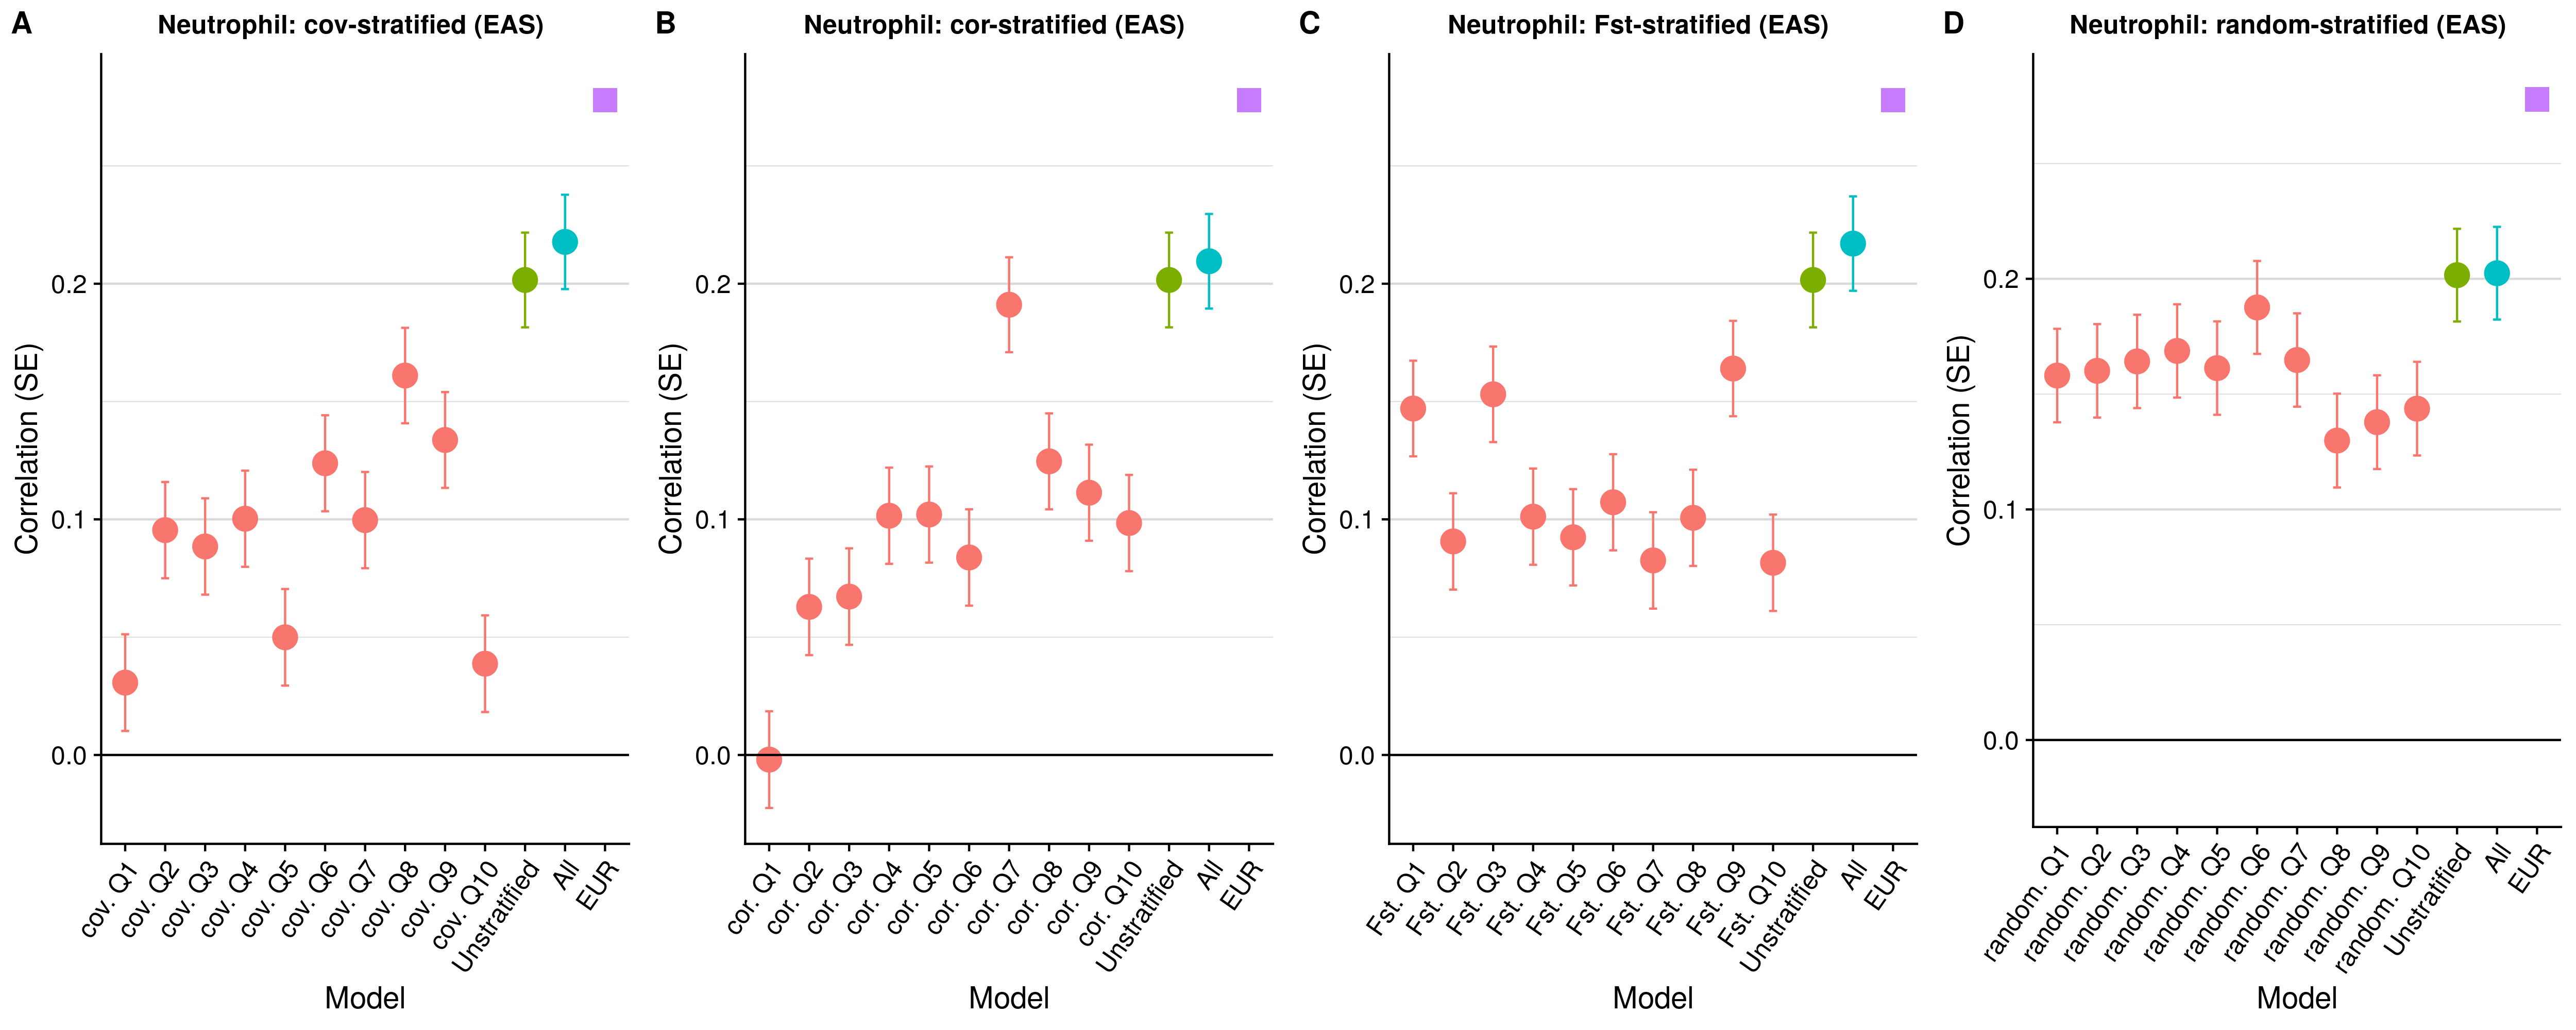 A
Neutrophil: cov-stratified (EAS)
Correlation (SE)
0.2
0.1
0.0
cov. Q1
cov. Q2
cov. Q3
cov. Q4
cov. Q5
cov. Q6
cov. Q7
cov. Q8
cov. Q9
cov. Q10
Unstratified
All
EUR
Model
B
Neutrophil: cor-stratified (EAS)
Correlation (SE)
0.2
0.1
0.0
cor. Q1
cor. Q2
cor. Q3
cor. Q4
cor. Q5
cor. Q6
cor. Q7
cor. Q8
cor. Q9
cor. Q10
Unstratified
All
EUR
Model
C
Neutrophil: Fst-stratified (EAS)
Correlation (SE)
0.2
0.1
0.0
Fst. Q1
Fst. Q2
Fst. Q3
Fst. Q4
Fst. Q5
Fst. Q6
Fst. Q7
Fst. Q8
Fst. Q9
Fst. Q10
Unstratified
All
EUR
Model
D
Neutrophil: random-stratified (EAS)
Correlation (SE)
0.2
0.1
0.0
random. Q1
random. Q2
random. Q3
random. Q4
random. Q5
random. Q6
random. Q7
random. Q8
random. Q9
random. Q10
Unstratified
All
EUR
Model